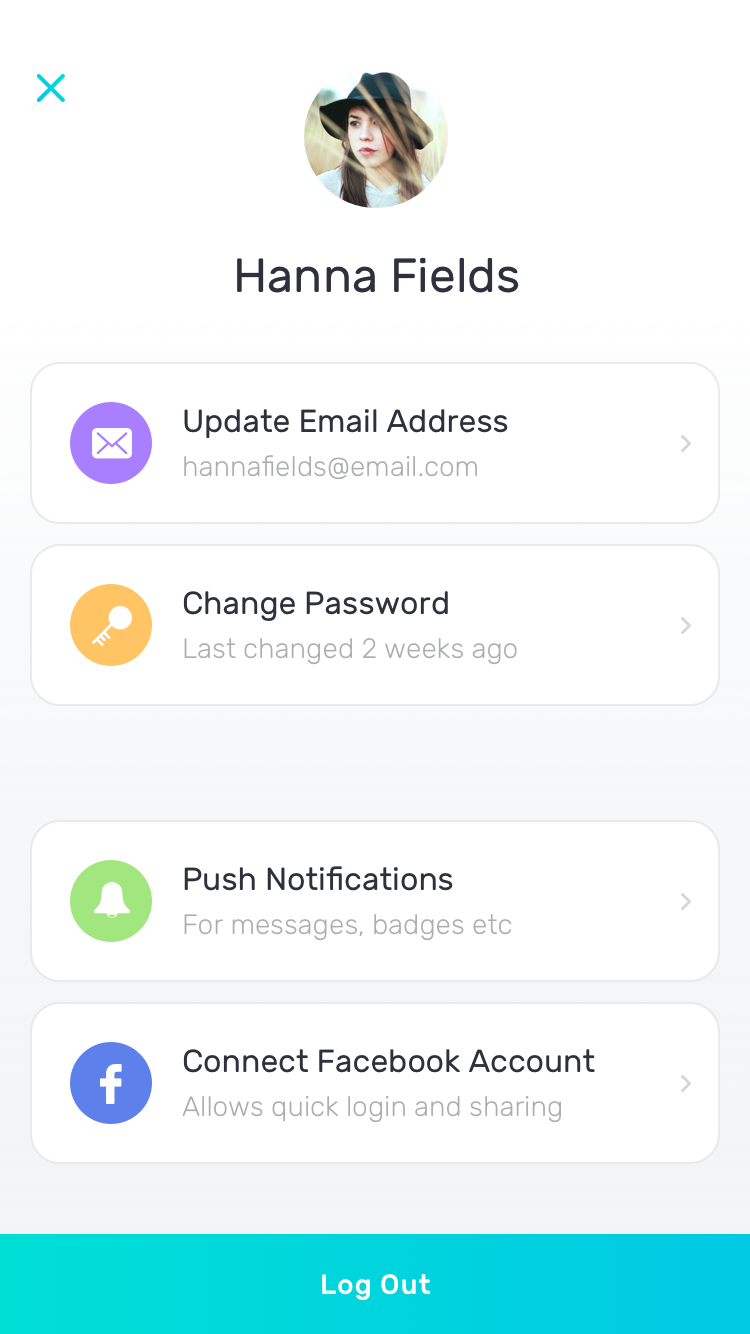 Hanna Fields
Update Email Address
hannafields@email.com
Change Password
Last changed 2 weeks ago
Push Notifications
For messages, badges etc
Connect Facebook Account
Allows quick login and sharing
Log Out